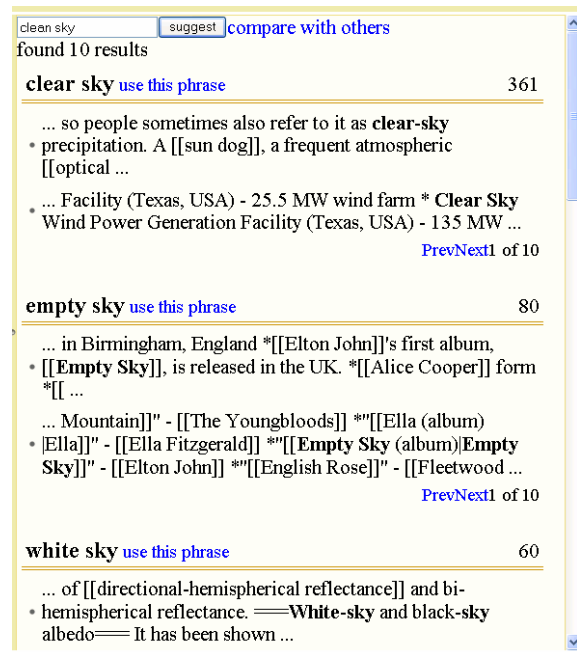 clean sky suggest compare with others
found 10 results
clear sky use this phrase 361
... so people sometimes also refer to it as clear-sky
• precipitation. A [[sun dog]], a frequent atmospheric
[[optical ...
... Facility (Texas, USA) - 25.5 MW wind farm * Clear Sky
• Wind Power Generation Facility (Texas, USA) - 135 MW ...
PrevNext1 of 10
empty sky use this phrase 80
... in Birmingham, England *[[Elton John]]'s first album,
• [[Empty Sky]], is released in the UK. *[[Alice Cooper]] form
*[[ ...
... Mountain]]" - [[The Youngbloods]] *"[[Ella (album)
• |Ella]]" - [[Ella Fitzgerald]] *"[[Empty Sky (album)|Empty
Sky]]" - [[Elton John]] *"[[English Rose]]" - [[Fleetwood ...
PrevNext1 of 10
white sky use this phrase 60
... of [[directional-hemispherical reflectance]] and bi-
• hemispherical reflectance. ====White-sky and black-sky
albedo==== It has been shown ...